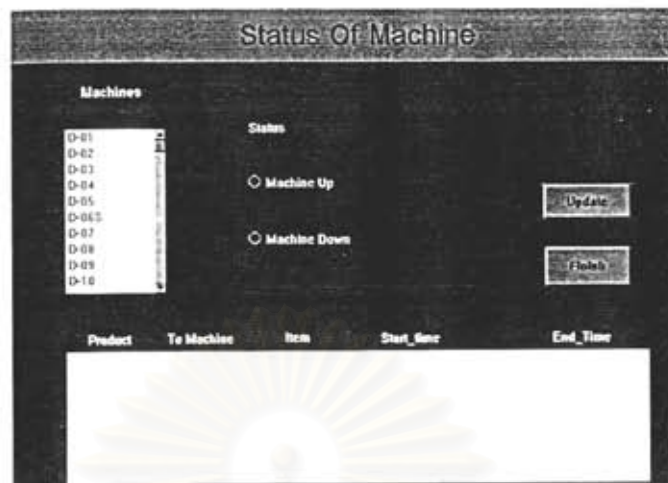 Status Of Machine
Machines
D-01
D-02
D-03
D-04
D-05
D-06S
D-07
D-08
D-09
D-10
Status
Machine Up
Machine Down
Update
Finish
Product To Machine Item Start_time End_Time